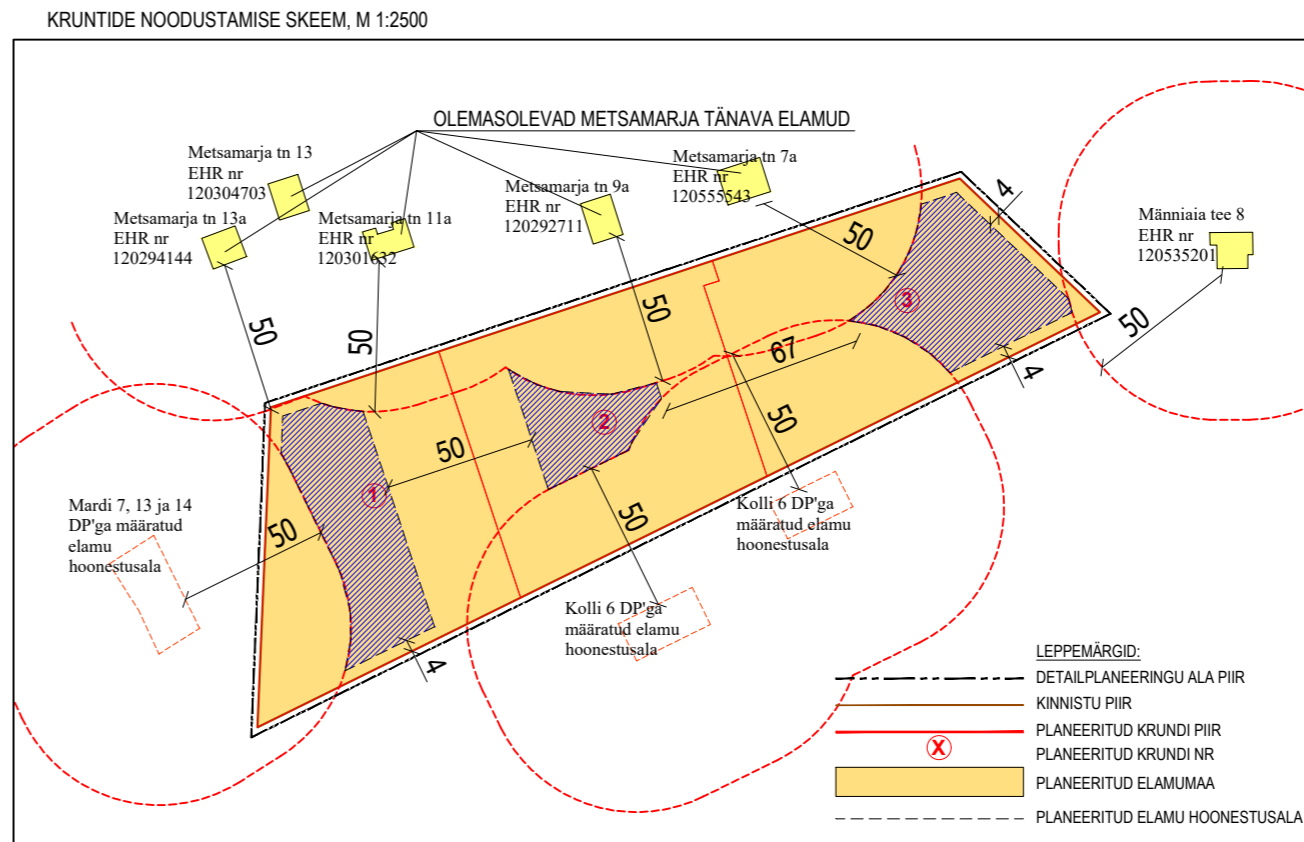 KRUNTIDE NOODUSTAMISE SKEEM, M 1:2500
OLEMASOLEVAD METSAMARJA TÄNAVA ELAMUD
Metsamarja tn 13
EHR nr
120304703
Metsamarja tn 13a
EHR nr
120294144
Metsamarja tn 11a
EHR nr
120301632
Metsamarja tn 9a
EHR nr
120292711
Metsamarja tn 7a
EHR nr
120555543
Männiaia tee 8
EHR nr
120535201
50
50
50
50
4
50
67
4
50
50
50
50
4
1
2
3
Mardi 7, 13 ja 14
DP'ga määratud
elamu
hoonestusala
Kolli 6 DP'ga
määratud elamu
hoonestusala
Kolli 6 DP'ga
määratud elamu
hoonestusala
LEPPEMÄRGID:
DETAILPLANEERINGU ALA PIIR
KINNISTU PIIR
PLANEERITUD KRUNDI PIIR
X PLANEERITUD KRUNDI NR
PLANEERITUD ELAMUMAA
PLANEERITUD ELAMU HOONESTUSALA